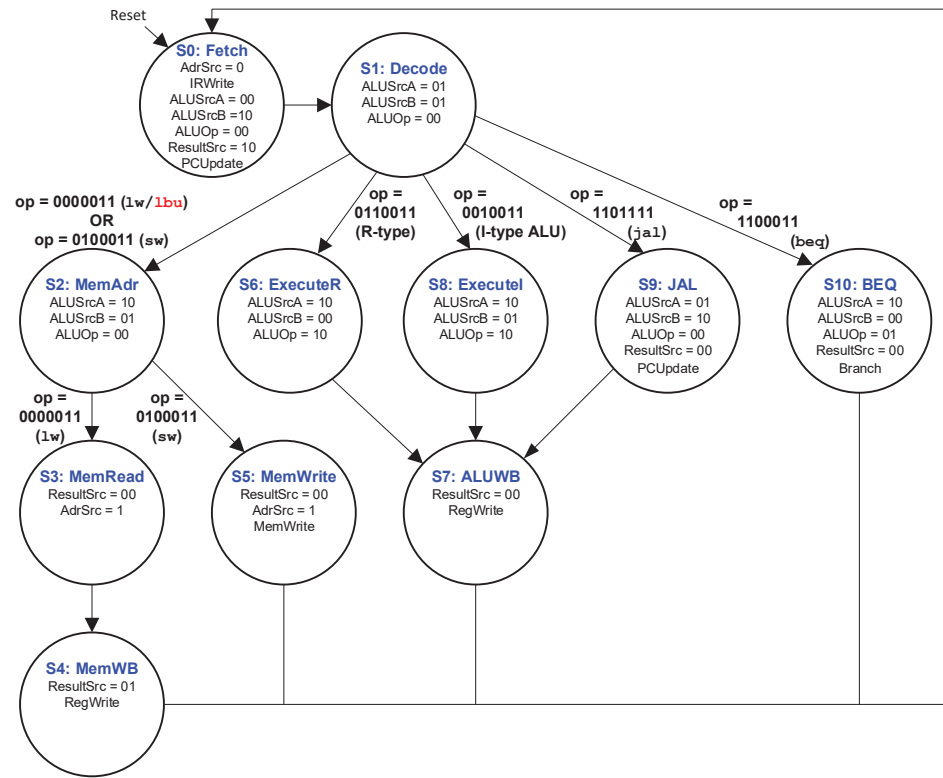 Reset
S0: Fetch
AdrSrc = 0
IRWrite
ALUSrcA = 00
ALUSrcB =10
ALUOp = 00
ResultSrc = 10
PCUpdate
S1: Decode
ALUSrcA = 01
ALUSrcB = 01
ALUOp = 00
op = 0000011 (lw/lbu)
OR
op = 0100011 (sw)
op =
0110011
(R-type)
op =
0010011
(I-type ALU)
op =
1101111
(jal)
op =
1100011
(beq)
S2: MemAdr
ALUSrcA = 10
ALUSrcB = 01
ALUOp = 00
S6: ExecuteR
ALUSrcA = 10
ALUSrcB = 00
ALUOp = 10
S8: ExecuteI
ALUSrcA = 10
ALUSrcB = 01
ALUOp = 10
S9: JAL
ALUSrcA = 01
ALUSrcB = 10
ALUOp = 00
ResultSrc = 00
PCUpdate
S10: BEQ
ALUSrcA = 10
ALUSrcB = 00
ALUOp = 01
ResultSrc = 00
Branch
op =
0000011
(lw)
op =
0100011
(sw)
S3: MemRead
ResultSrc = 00
AdrSrc = 1
S5: MemWrite
ResultSrc = 00
AdrSrc = 1
MemWrite
S7: ALUWB
ResultSrc = 00
RegWrite
S4: MemWB
ResultSrc = 01
RegWrite